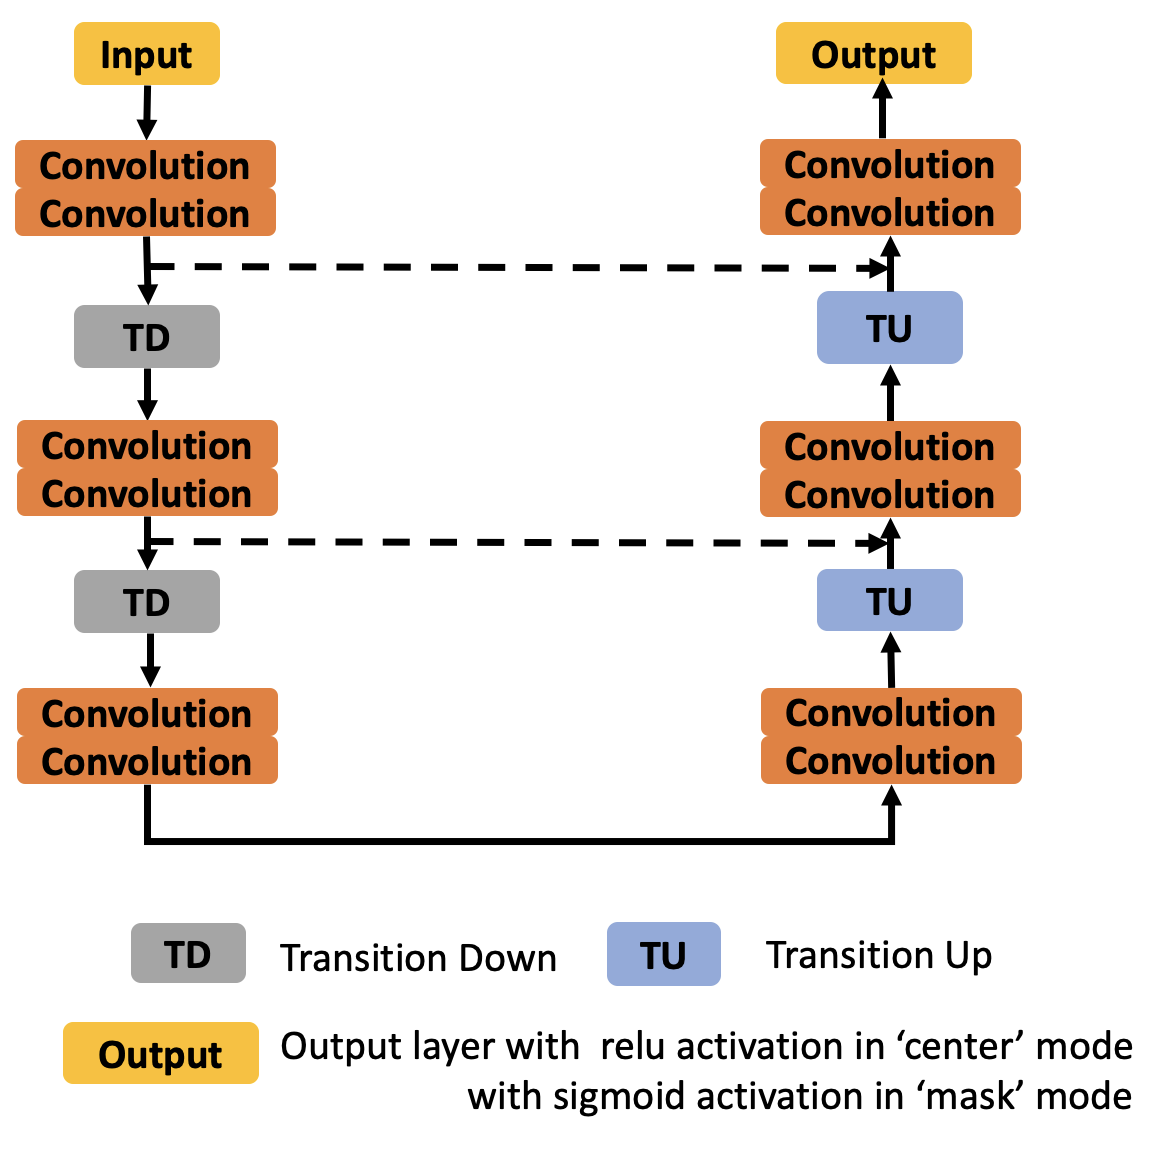 Input
Convolution
Convolution
TD
Convolution
Convolution
TD
Convolution
Convolution
Output
Convolution
Convolution
TU
Convolution
Convolution
TU
Convolution
Convolution
TD Transition Down TU Transition Up
Output Output layer with relu activation in ‘center’ mode
with sigmoid activation in ‘mask’ mode